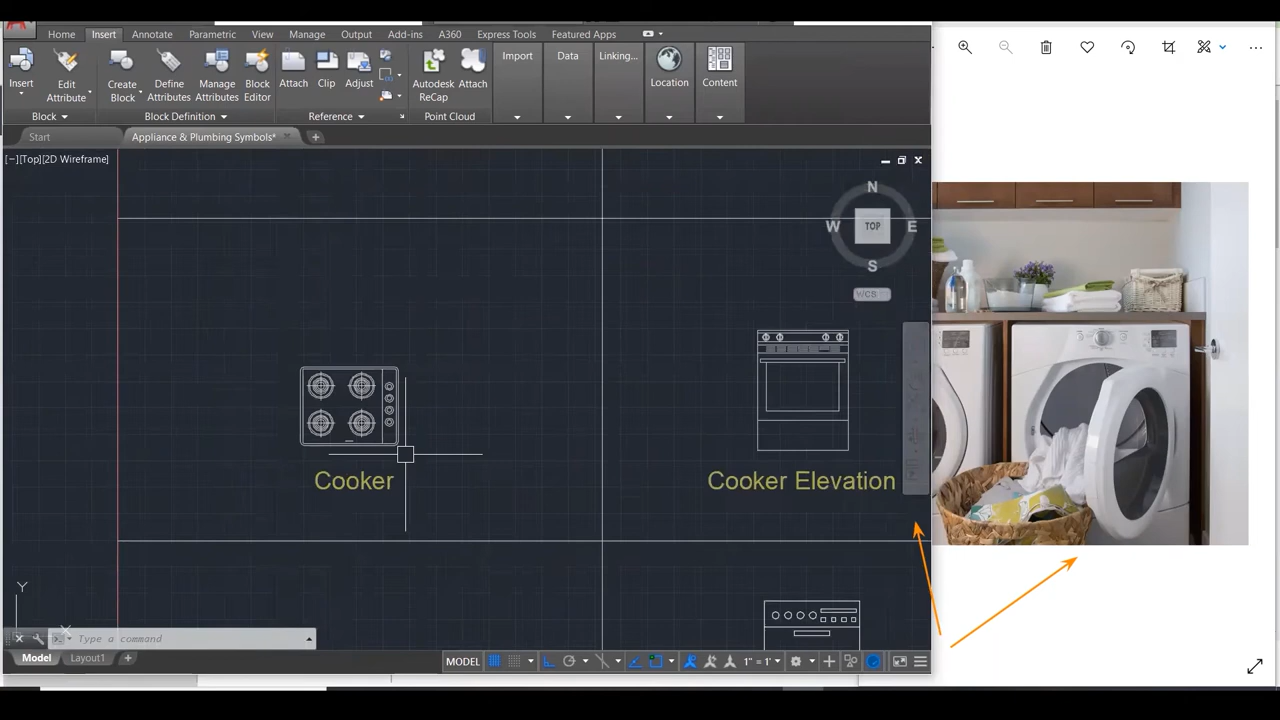 Home Insert Annotate Parametric View Manage Output Add-ins A360 Express Tools Featured Apps
Insert Edit Attribute Create Block Define Attributes Manage Attributes Block Editor Attach Clip Adjust Autodesk ReCap Attach Import Data Linking... Location Content
Block Block Definition Reference Point Cloud
Start Appliance & Plumbing Symbols*
[−][Top][2D Wireframe]
N
W TOP E
S
WCS
Cooker
Cooker Elevation
Y
X
Type a command
Model Layout1
MODEL 1" = 1'